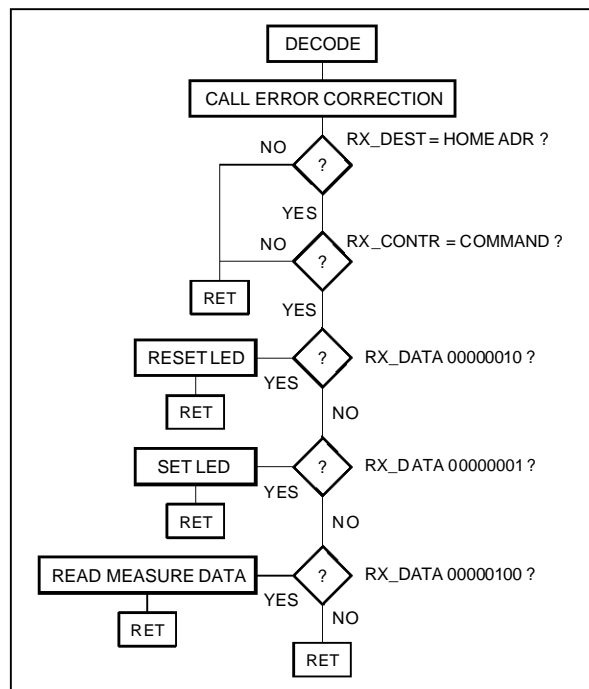 DECODE
CALL ERROR CORRECTION
RX_DEST = HOME ADR ?
NO
?
YES
RX_CONTR = COMMAND ?
NO
?
RET
YES
RESET LED
?
RX_DATA 00000010 ?
YES
RET
NO
SET LED
?
RX_DATA 00000001 ?
YES
RET
NO
READ MEASURE DATA
?
RX_DATA 00000100 ?
YES
RET
NO
RET